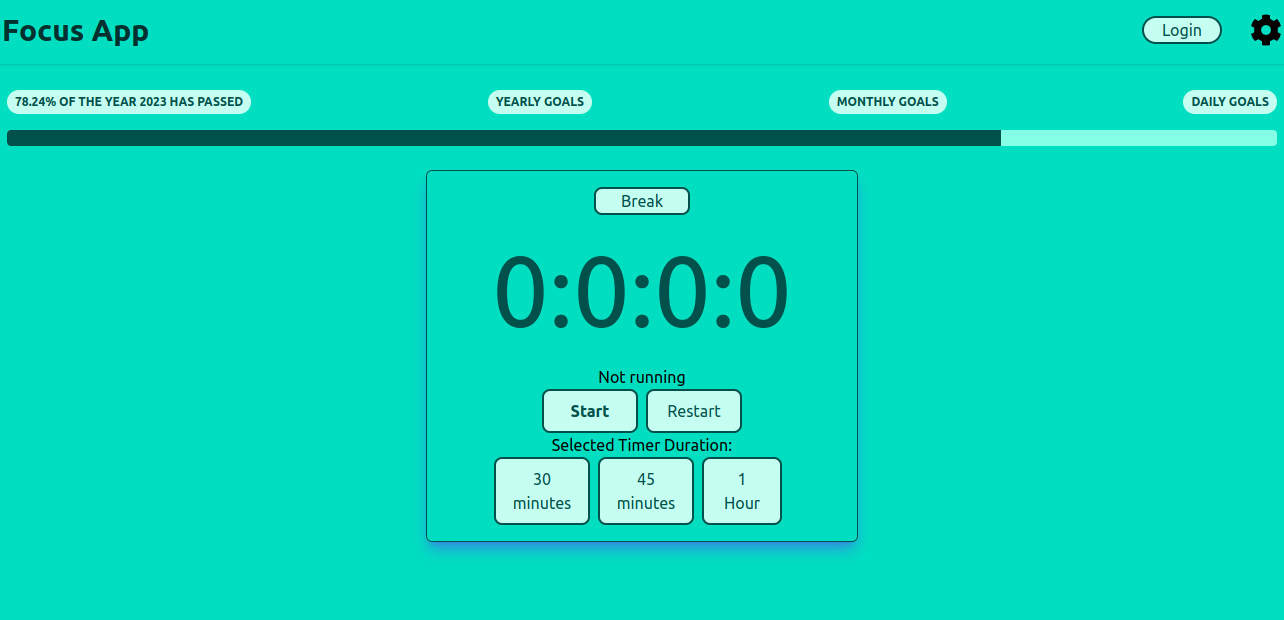 Focus App
Login
78.24% OF THE YEAR 2023 HAS PASSED
YEARLY GOALS
MONTHLY GOALS
DAILY GOALS
Break
0:0:0:0
Not running
Start
Restart
Selected Timer Duration:
30
minutes
45
minutes
1
Hour